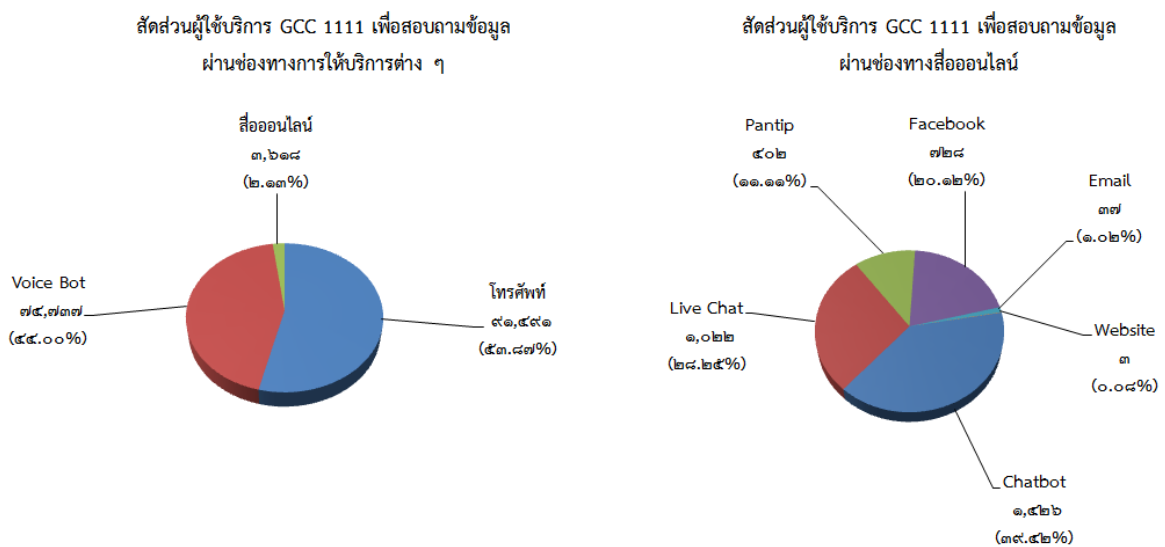 สัดส่วนผู้ใช้บริการ GCC 1111 เพื่อสอบถามข้อมูล
ผ่านช่องทางการให้บริการต่าง ๆ
สื่อออนไลน์
๓,๖๑๘
(๒.๑๓%)
Voice Bot
๗๔,๗๓๗
(๔๔.๐๐%)
โทรศัพท์
๙๑,๔๙๑
(๕๓.๘๗%)
สัดส่วนผู้ใช้บริการ GCC 1111 เพื่อสอบถามข้อมูล
ผ่านช่องทางสื่อออนไลน์
Pantip
๔๐๒
(๑๑.๑๑%)
Facebook
๗๒๘
(๒๐.๑๒%)
Email
๓๗
(๑.๐๒%)
Live Chat
๑,๐๒๒
(๒๘.๒๕%)
Website
๓
(๐.๐๘%)
Chatbot
๑,๔๒๖
(๓๙.๔๒%)